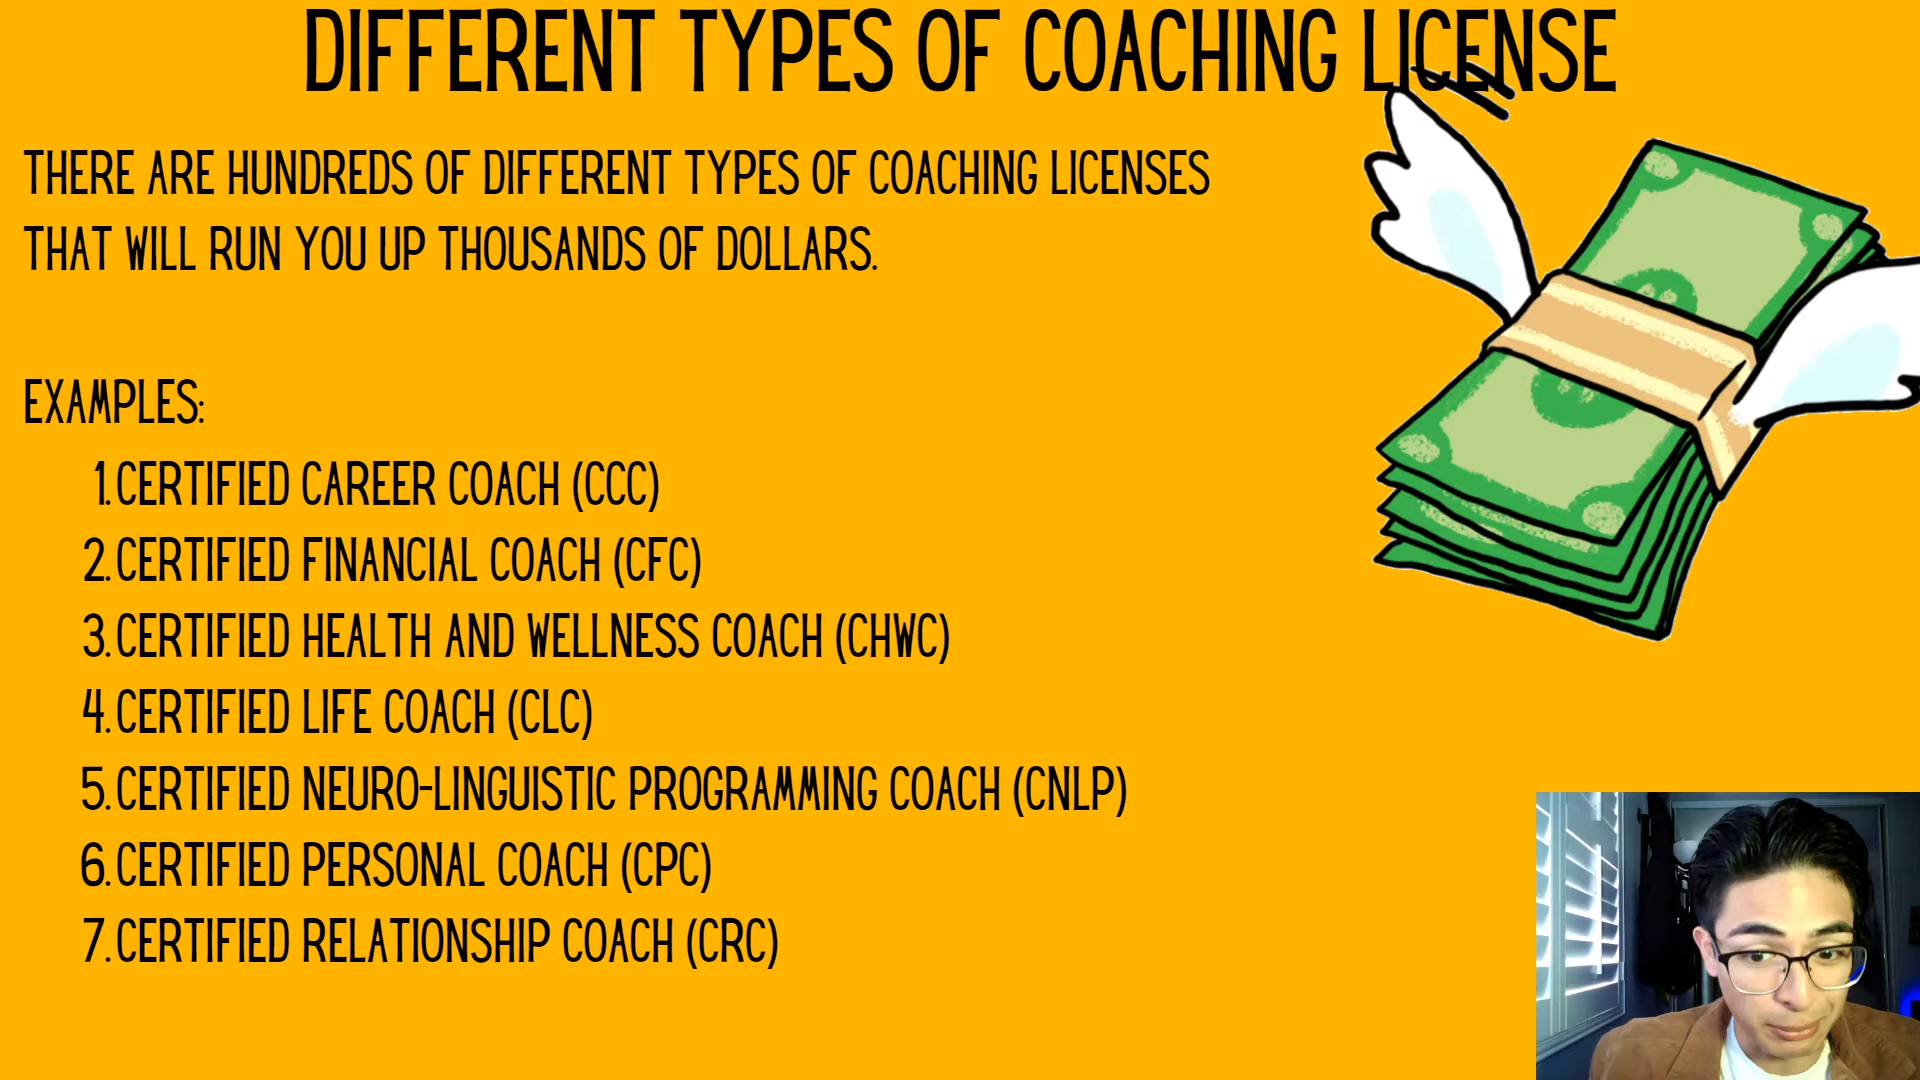 DIFFERENT TYPES OF COACHING LICENSE
THERE ARE HUNDREDS OF DIFFERENT TYPES OF COACHING LICENSES
THAT WILL RUN YOU UP THOUSANDS OF DOLLARS.
EXAMPLES:
1. CERTIFIED CAREER COACH (CCC)
2. CERTIFIED FINANCIAL COACH (CFC)
3. CERTIFIED HEALTH AND WELLNESS COACH (CHWC)
4. CERTIFIED LIFE COACH (CLC)
5. CERTIFIED NEURO-LINGUISTIC PROGRAMMING COACH (CNLP)
6. CERTIFIED PERSONAL COACH (CPC)
7. CERTIFIED RELATIONSHIP COACH (CRC)